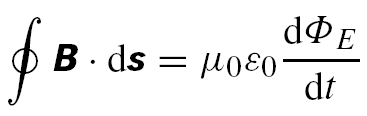 ∮ B · ds = μ₀ε₀ dΦ_E/dt